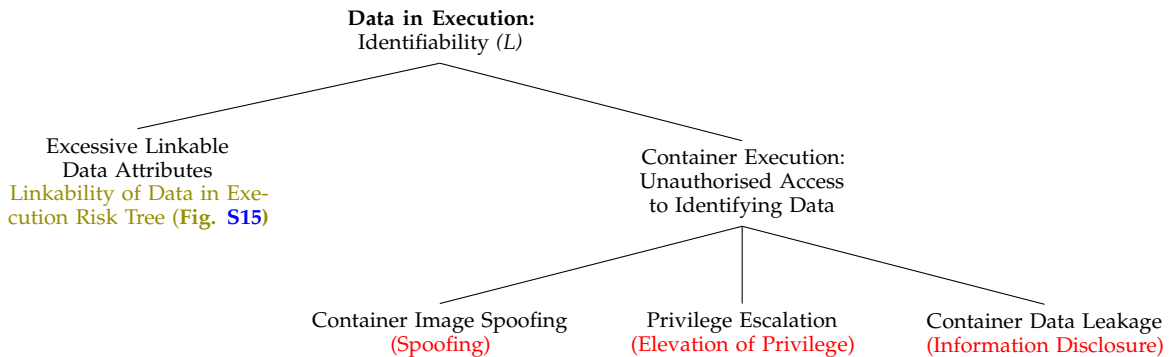 Data in Execution:
Identifiability (L)
Excessive Linkable
Data Attributes
Linkability of Data in Exe-
cution Risk Tree (Fig. S15)
Container Execution:
Unauthorised Access
to Identifying Data
Container Image Spoofing
(Spoofing)
Privilege Escalation
(Elevation of Privilege)
Container Data Leakage
(Information Disclosure)